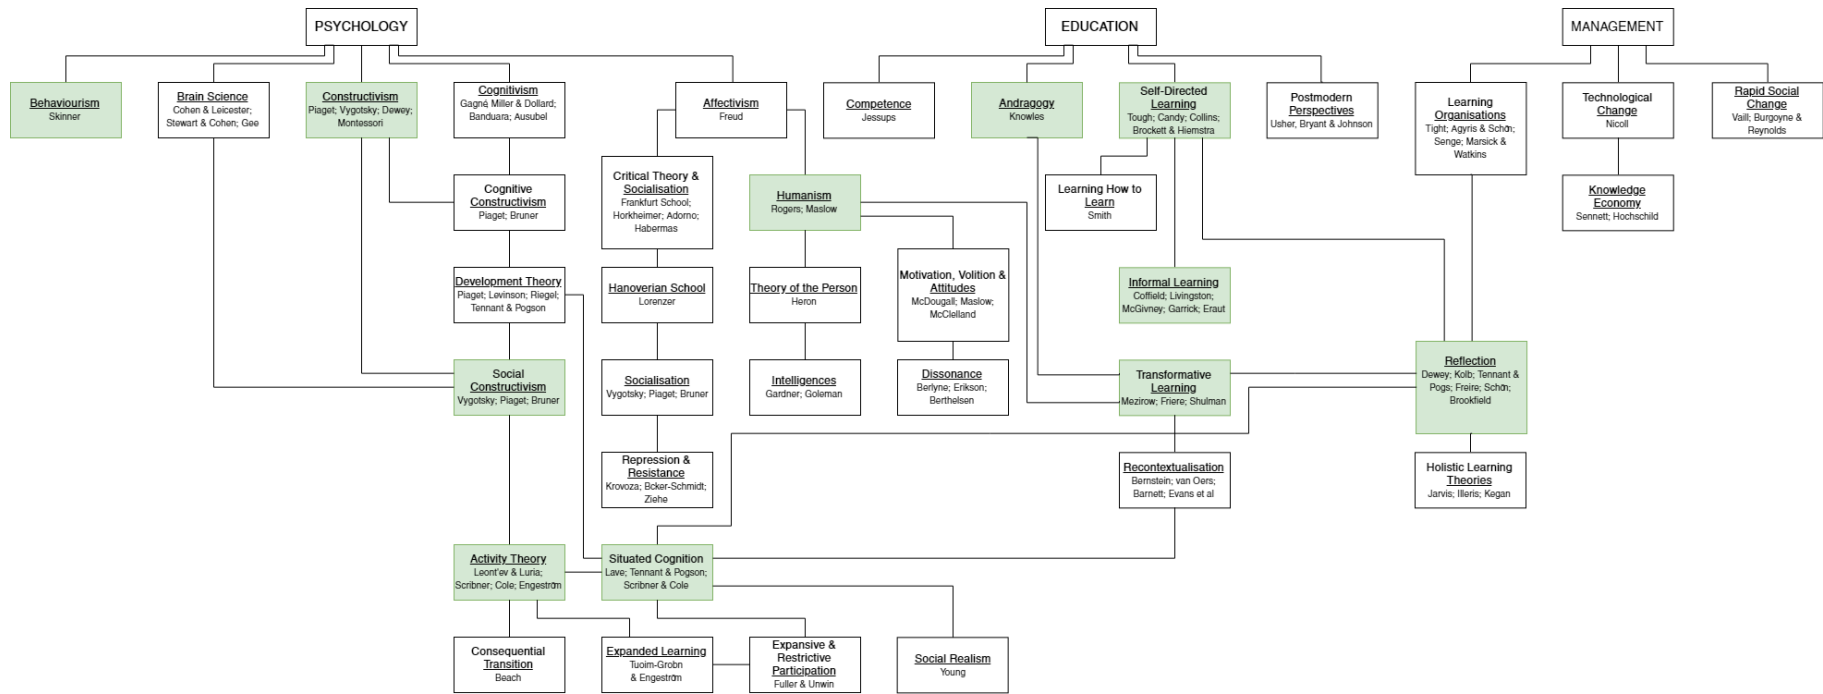 PSYCHOLOGY
EDUCATION
MANAGEMENT
Behaviourism
Skinner
Brain Science
Cohen & Leicester;
Stewart & Cohen; Gee
Constructivism
Piaget; Vygotsky; Dewey;
Montessori
Cognitivism
Gagné; Miller & Dollard;
Banduara; Ausubel
Affectivism
Freud
Competence
Jessups
Andragogy
Knowles
Self-Directed
Learning
Tough; Candy; Collins;
Brockett & Hiemstra
Postmodern
Perspectives
Usher, Bryant & Johnson
Learning
Organisations
Tight; Agyris & Schön;
Senge; Marsick &
Watkins
Technological
Change
Nicoll
Rapid Social
Change
Vaill; Burgoyne &
Reynolds
Cognitive
Constructivism
Piaget; Bruner
Critical Theory &
Socialisation
Frankfurt School;
Horkheimer; Adorno;
Habermas
Humanism
Rogers; Maslow
Learning How to
Learn
Smith
Knowledge
Economy
Sennett; Hochschild
Development Theory
Piaget; Levinson; Riegel;
Tennant & Pogson
Hanoverian School
Lorenzer
Theory of the Person
Heron
Motivation, Volition &
Attitudes
McDougall; Maslow;
McClelland
Informal Learning
Coffield; Livingston;
McGivney; Garrick; Eraut
Social
Constructivism
Vygotsky; Piaget; Bruner
Socialisation
Vygotsky; Piaget; Bruner
Intelligences
Gardner; Goleman
Dissonance
Berlyne; Erikson;
Berthelsen
Transformative
Learning
Mezirow; Friere; Shulman
Reflection
Dewey; Kolb; Tennant &
Pogs; Freire; Schön;
Brookfield
Repression &
Resistance
Krovoza; Bcker-Schmidt;
Ziehe
Recontextualisation
Bernstein; van Oers;
Barnett; Evans et al
Holistic Learning
Theories
Jarvis; Illeris; Kegan
Activity Theory
Leont'ev & Luria;
Scribner; Cole; Engeström
Situated Cognition
Lave; Tennant & Pogson;
Scribner & Cole
Consequential
Transition
Beach
Expanded Learning
Tuoim-Grobn
& Engeström
Expansive &
Restrictive
Participation
Fuller & Unwin
Social Realism
Young